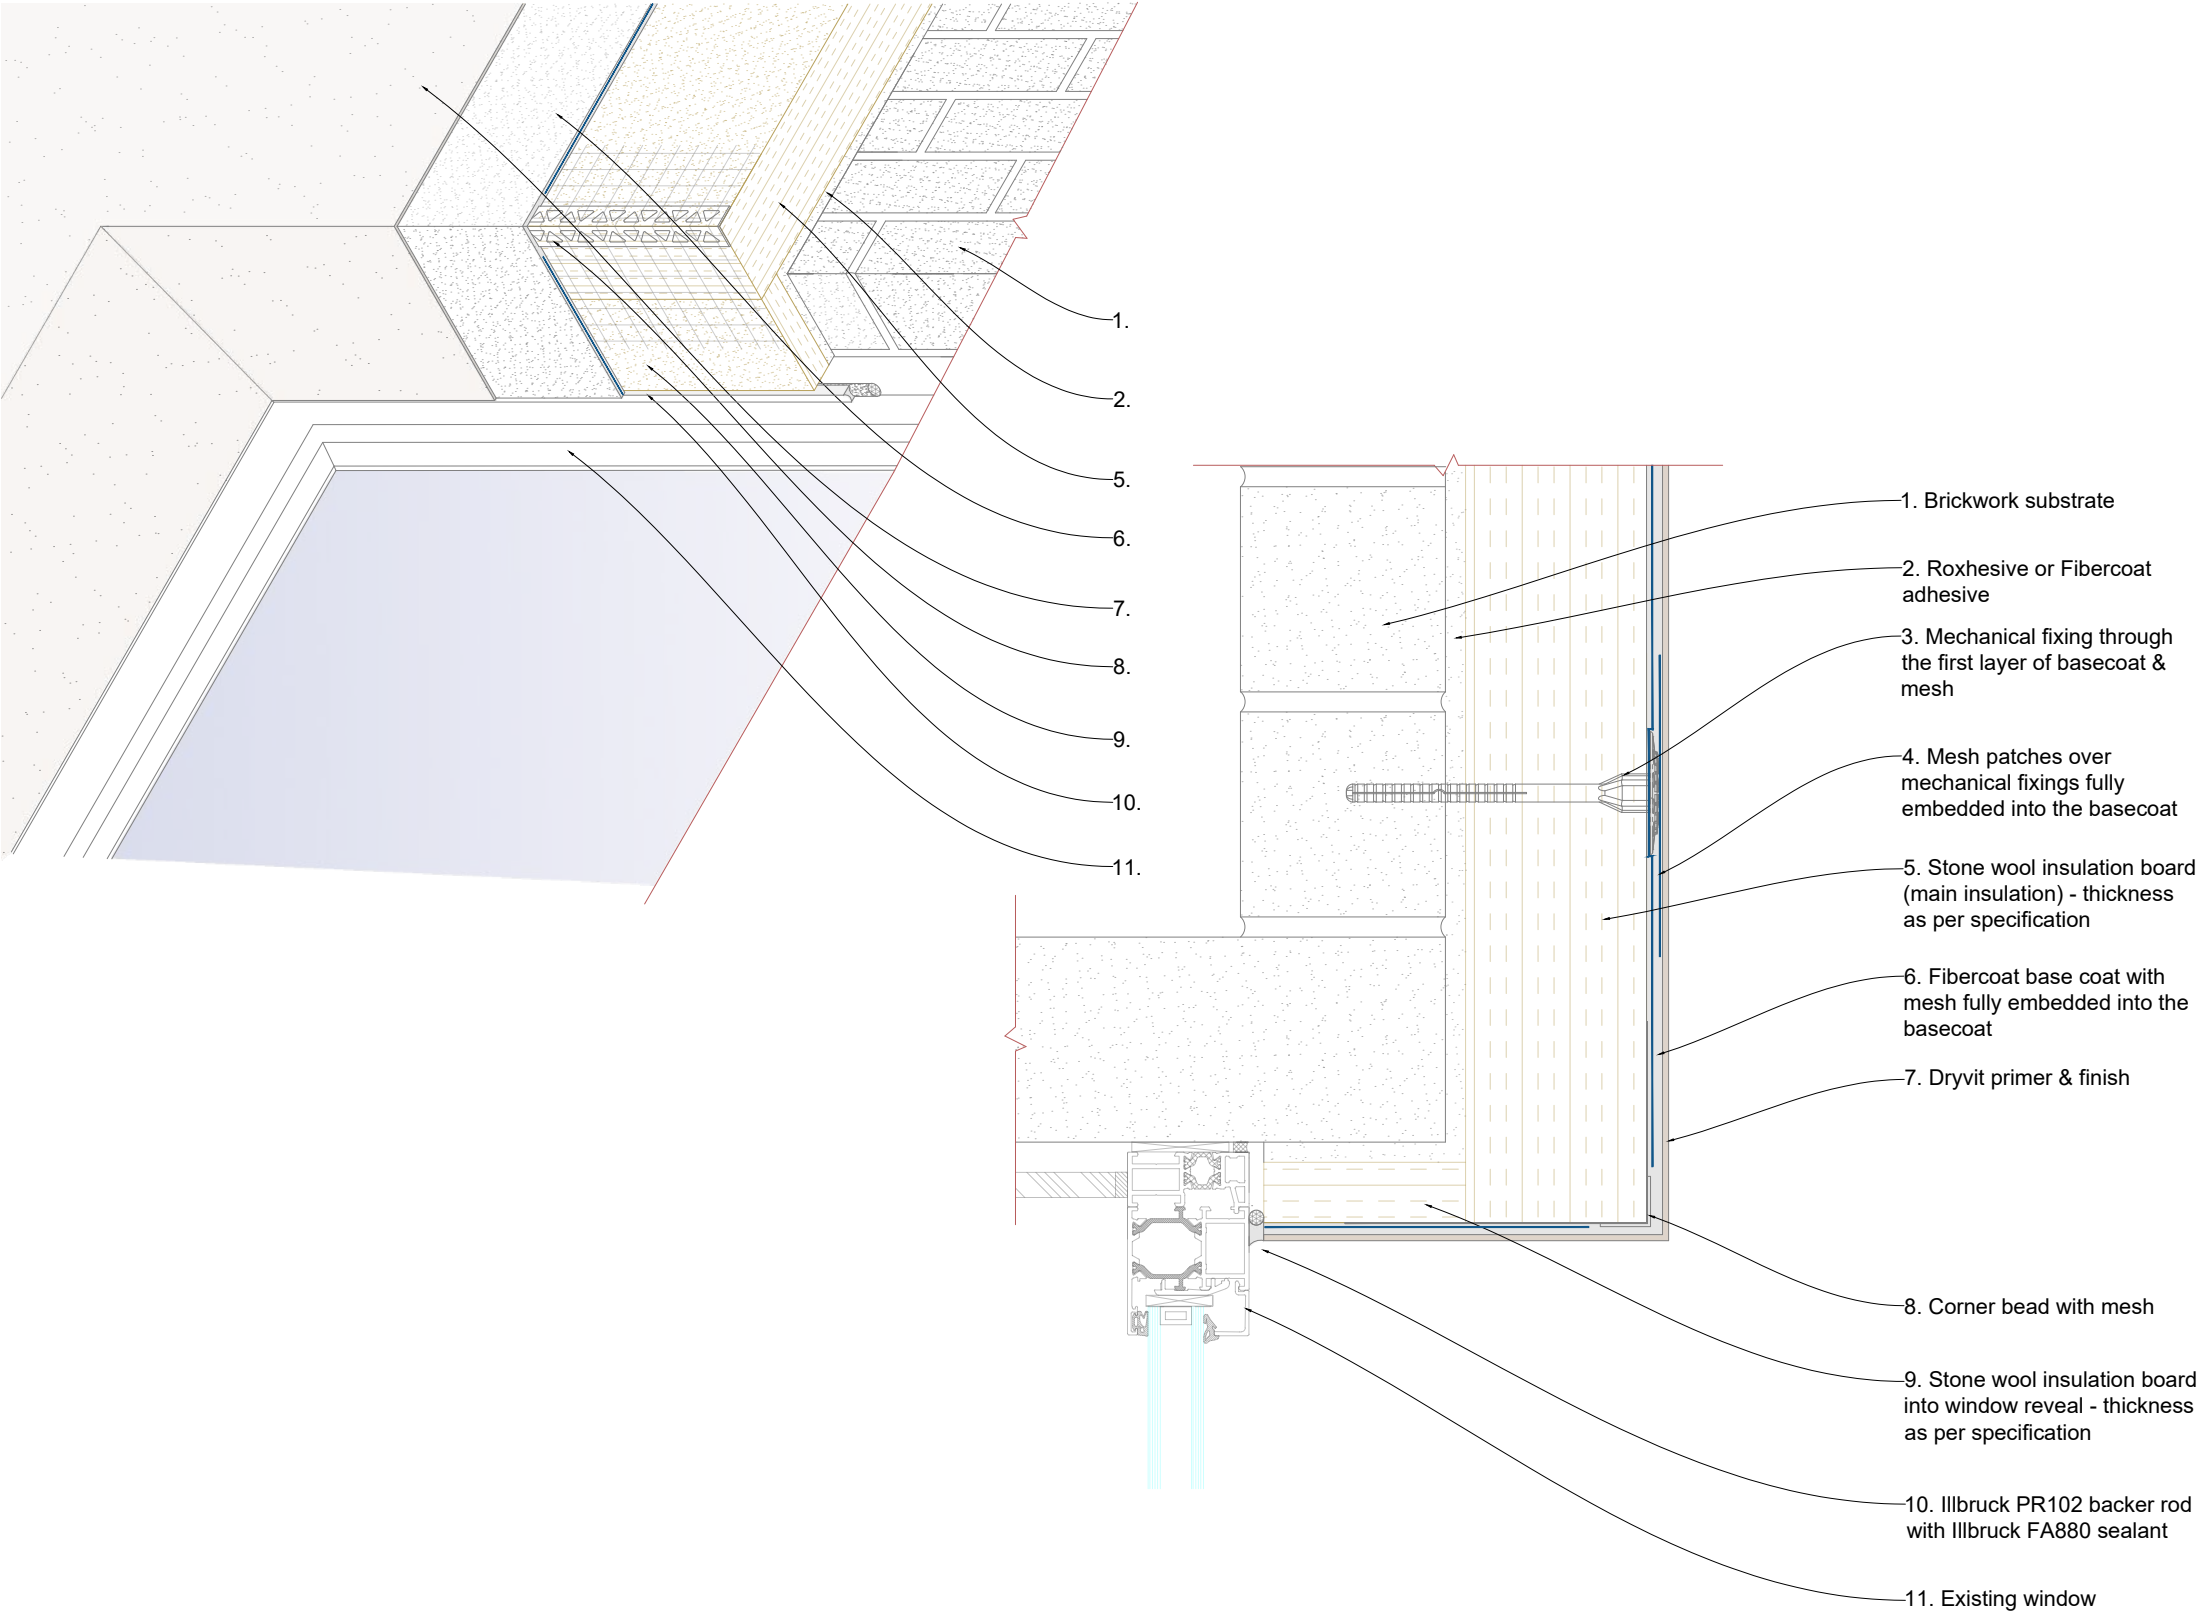 1.
2.
5.
6.
7.
8.
9.
10.
11.
1. Brickwork substrate
2. Roxhesive or Fibercoat
adhesive
3. Mechanical fixing through
the first layer of basecoat &
mesh
4. Mesh patches over
mechanical fixings fully
embedded into the basecoat
5. Stone wool insulation board
(main insulation) - thickness
as per specification
6. Fibercoat base coat with
mesh fully embedded into the
basecoat
7. Dryvit primer & finish
8. Corner bead with mesh
9. Stone wool insulation board
into window reveal - thickness
as per specification
10. Illbruck PR102 backer rod
with Illbruck FA880 sealant
11. Existing window